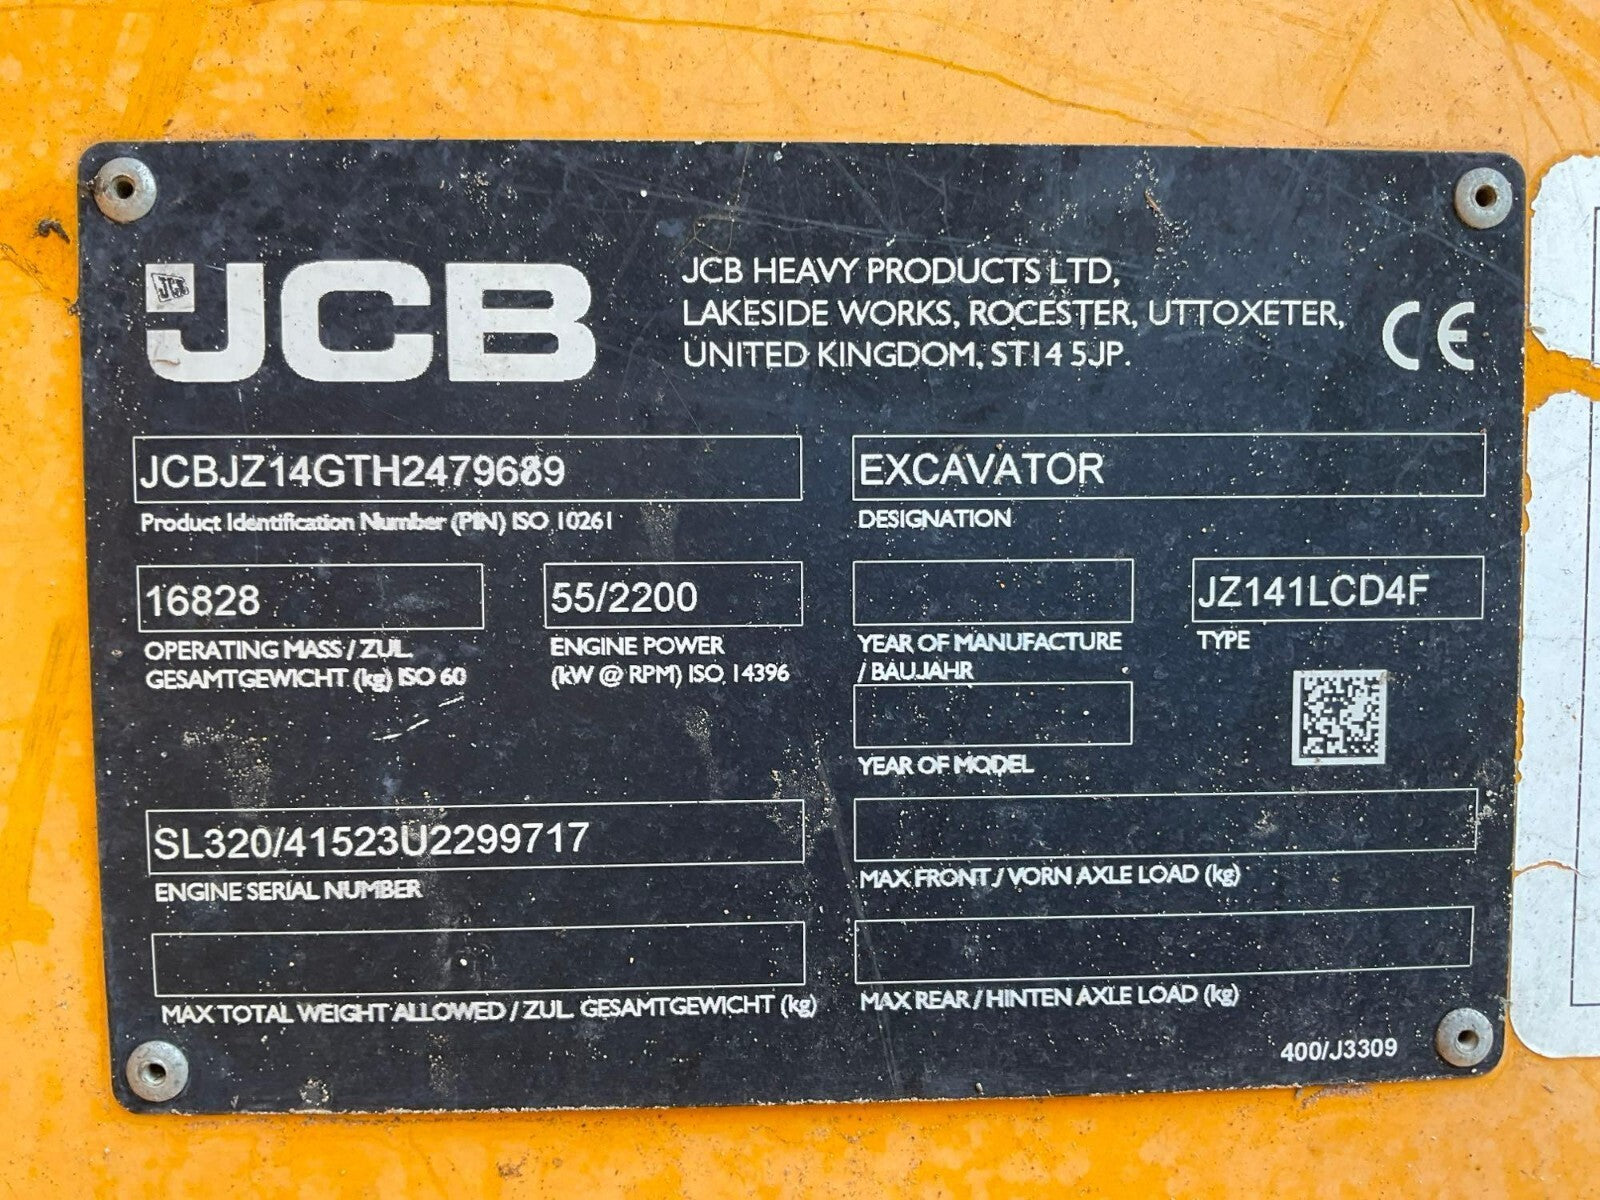 JCB
JCB
JCB HEAVY PRODUCTS LTD,
LAKESIDE WORKS, ROCESTER, UTTOXETER,
UNITED KINGDOM, ST14 5JP.
CE
JCBJZ14GTH2479689
Product Identification Number (PIN) ISO 10261
EXCAVATOR
DESIGNATION
16828
OPERATING MASS / ZUL.
GESAMTGEWICHT (kg) ISO 60
55/2200
ENGINE POWER
(kW @ RPM) ISO 14396
YEAR OF MANUFACTURE
/ BAUJAHR
JZ141LCD4F
TYPE
YEAR OF MODEL
SL320/41523U2299717
ENGINE SERIAL NUMBER
MAX FRONT / VORN AXLE LOAD (kg)
MAX TOTAL WEIGHT ALLOWED / ZUL. GESAMTGEWICHT (kg)
MAX REAR / HINTEN AXLE LOAD (kg)
400/J3309